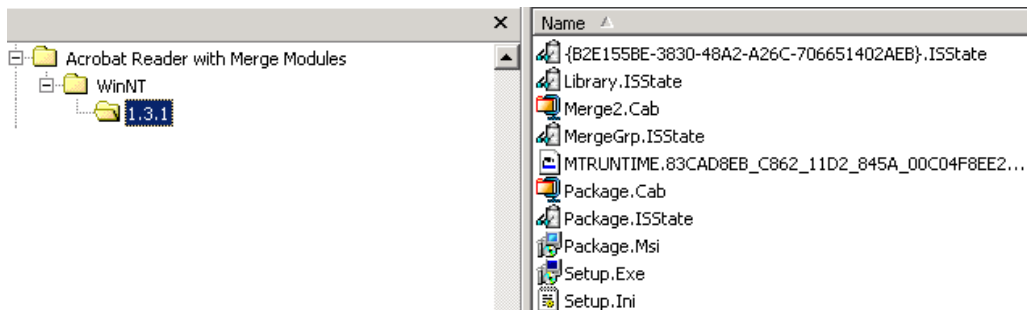 Acrobat Reader with Merge Modules
WinNT
1.3.1
Name
{B2E155BE-3830-48A2-A26C-706651402AEB}.ISState
Library.ISState
Merge2.Cab
MergeGrp.ISState
MTRUNTIME.83CAD8EB_C862_11D2_845A_00C04F8EE2...
Package.Cab
Package.ISState
Package.Msi
Setup.Exe
Setup.Ini